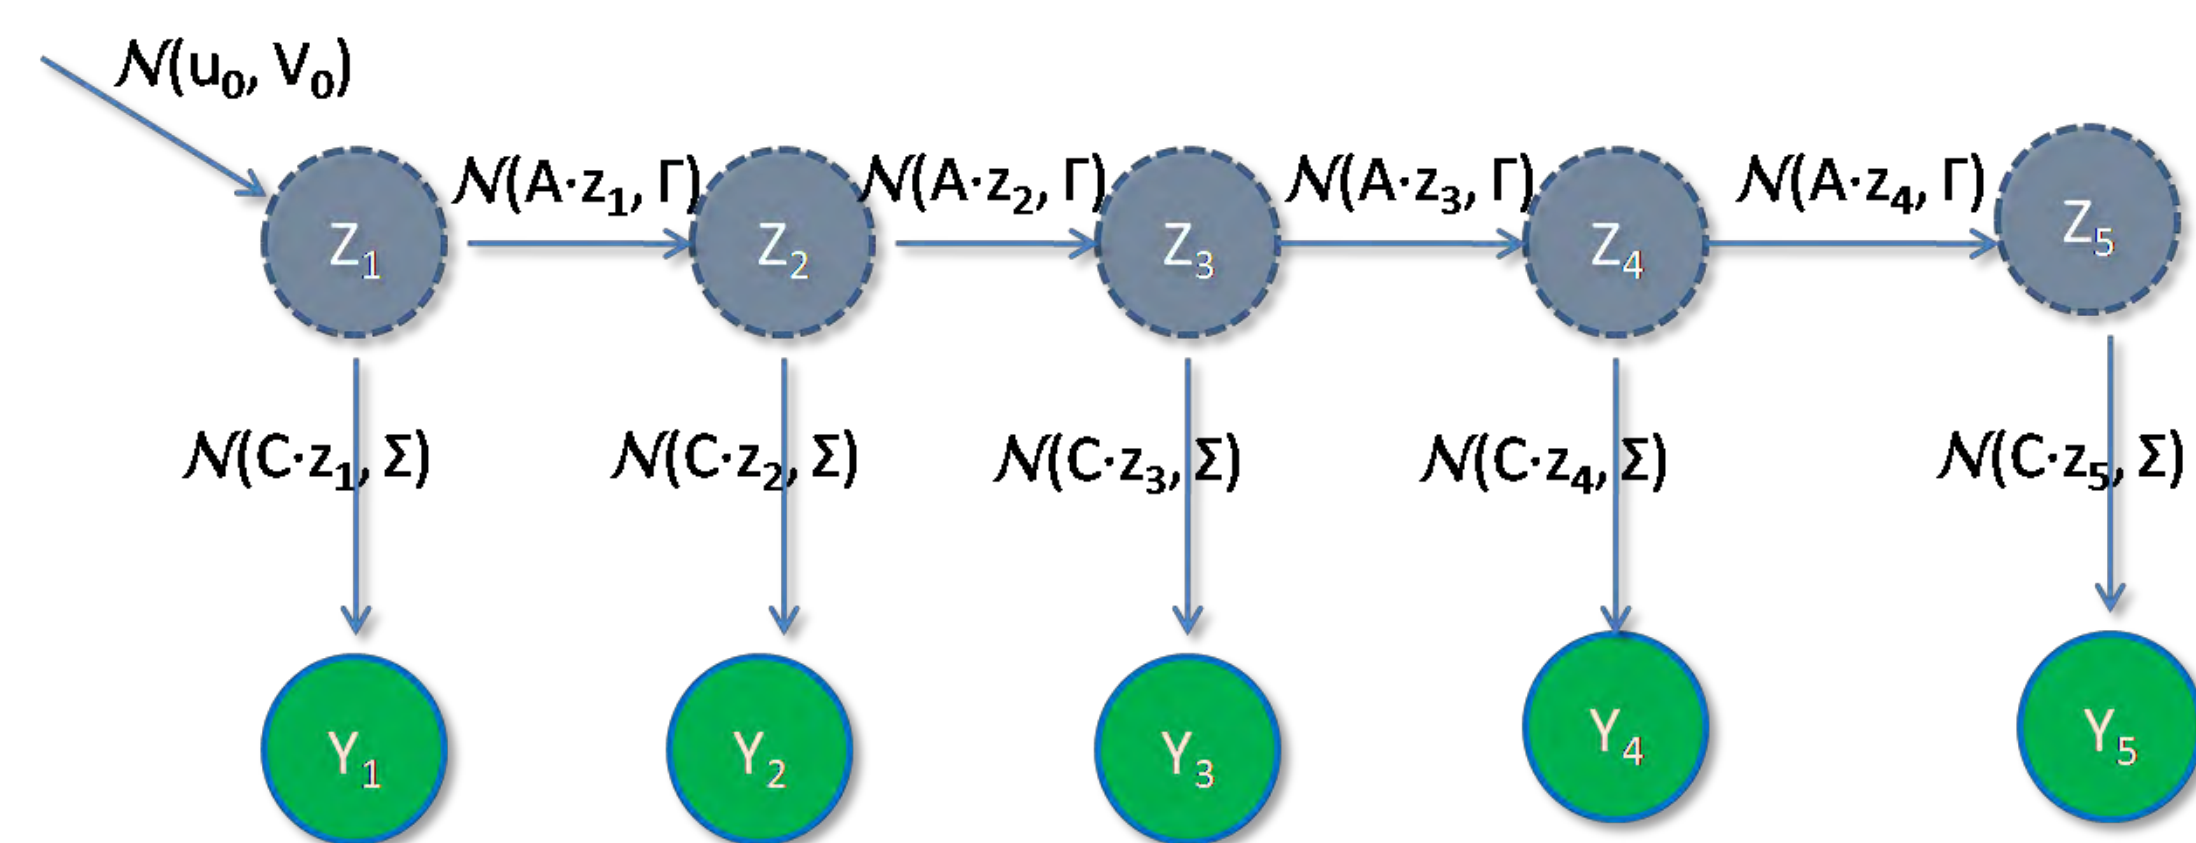 𝒩(u₀, V₀)
𝒩(A·z₁, Γ) 𝒩(A·z₂, Γ) 𝒩(A·z₃, Γ) 𝒩(A·z₄, Γ)
Z₁ Z₂ Z₃ Z₄ Z₅
𝒩(C·z₁, Σ) 𝒩(C·z₂, Σ) 𝒩(C·z₃, Σ) 𝒩(C·z₄, Σ) 𝒩(C·z₅, Σ)
Y₁ Y₂ Y₃ Y₄ Y₅